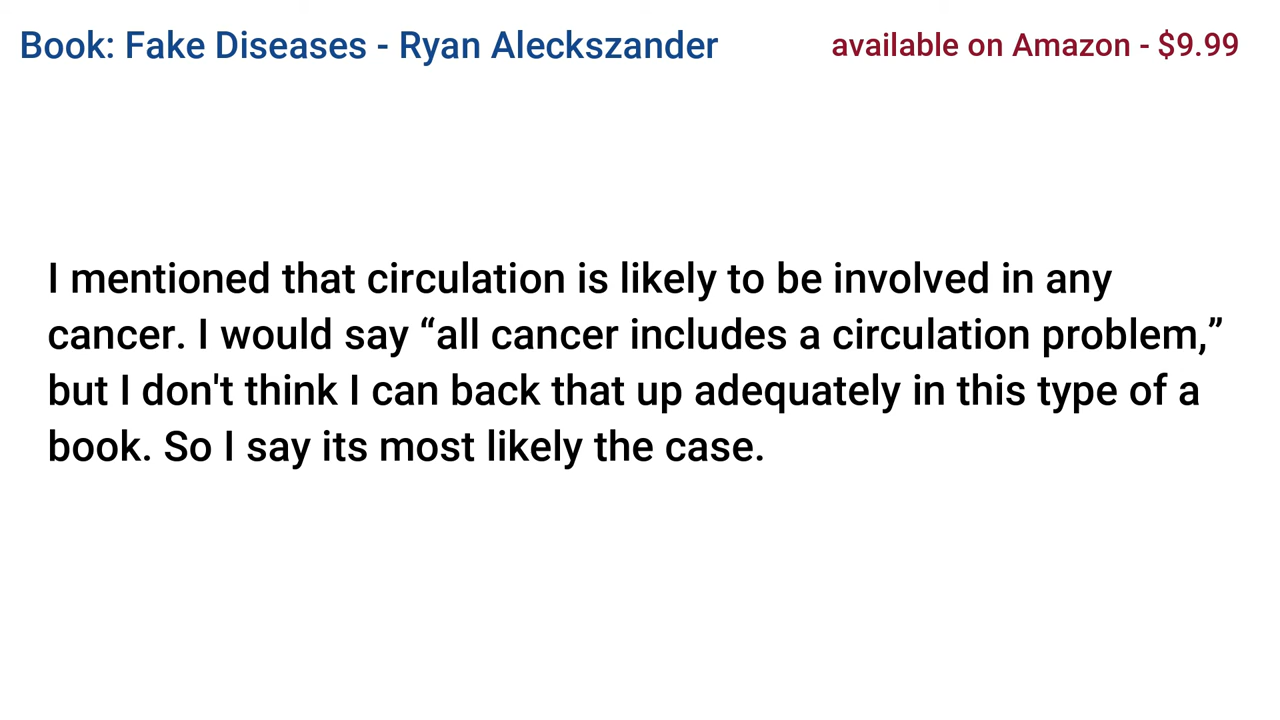 Book: Fake Diseases - Ryan Aleckszander
available on Amazon - $9.99
I mentioned that circulation is likely to be involved in any
cancer. I would say “all cancer includes a circulation problem,”
but I don't think I can back that up adequately in this type of a
book. So I say its most likely the case.